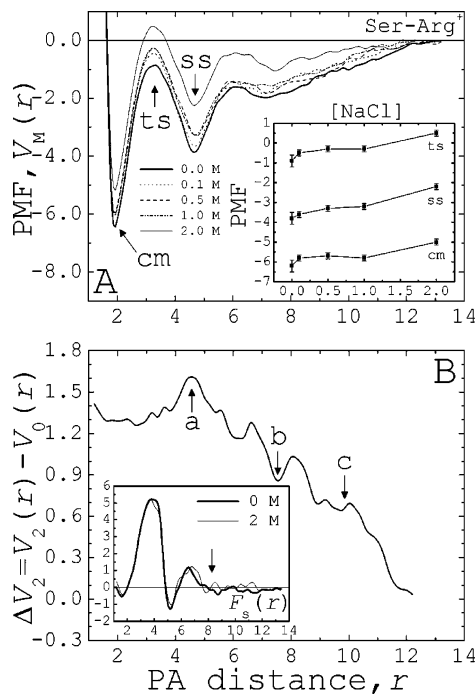 Ser-Arg+
0.0
-2.0
-4.0
-6.0
-8.0
PMF, V_M(r)
ts
ss
cm
0.0 M
0.1 M
0.5 M
1.0 M
2.0 M
A
[NaCl]
PMF
1
0
-1
-2
-3
-4
-5
-6
-7
ts
ss
cm
0.0 0.5 1.0 1.5 2.0
2 4 6 8 10 12 14
B
1.8
1.5
1.2
0.9
0.6
0.3
0.0
-0.3
ΔV₂=V₂(r)-V₀(r)
a
b
c
0 M
2 M
5
4
3
2
1
0
-1
-2
F_s(r)
2 4 6 8 10 12 14
2 4 6 8 10 12 14
PA distance, r